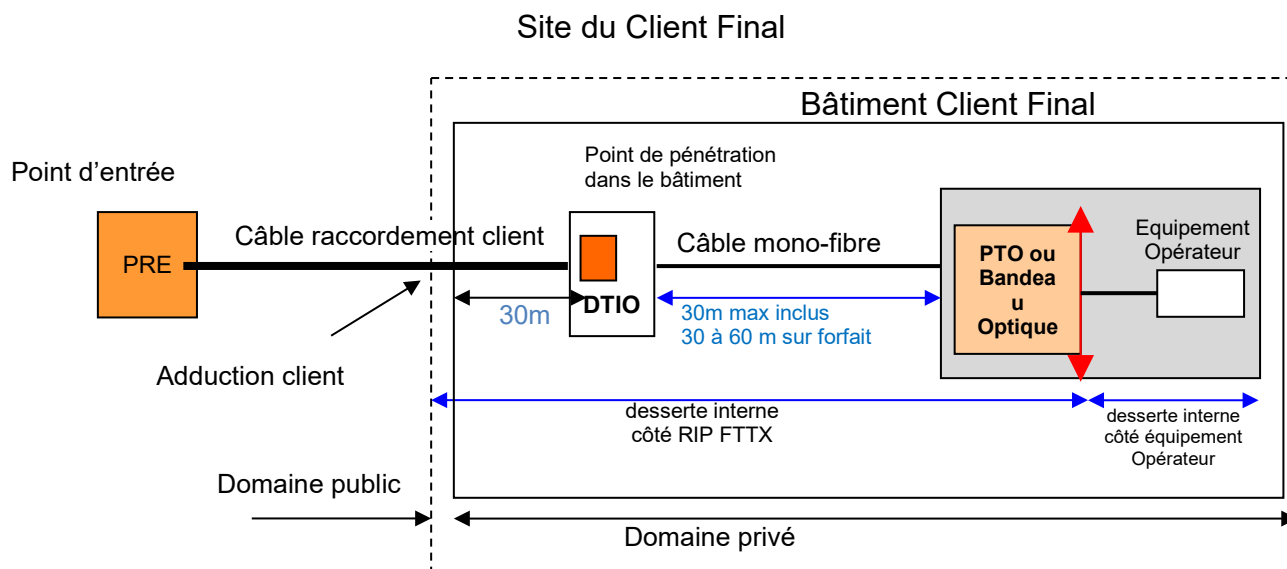 Site du Client Final
Bâtiment Client Final
Point d'entrée
Point de pénétration
dans le bâtiment
PRE
Câble raccordement client
DTIO
Câble mono-fibre
PTO ou
Bandea
u
Optique
Equipement
Opérateur
30m
30m max inclus
30 à 60 m sur forfait
Adduction client
desserte interne
côté RIP FTTX
desserte interne
côté équipement
Opérateur
Domaine public
Domaine privé